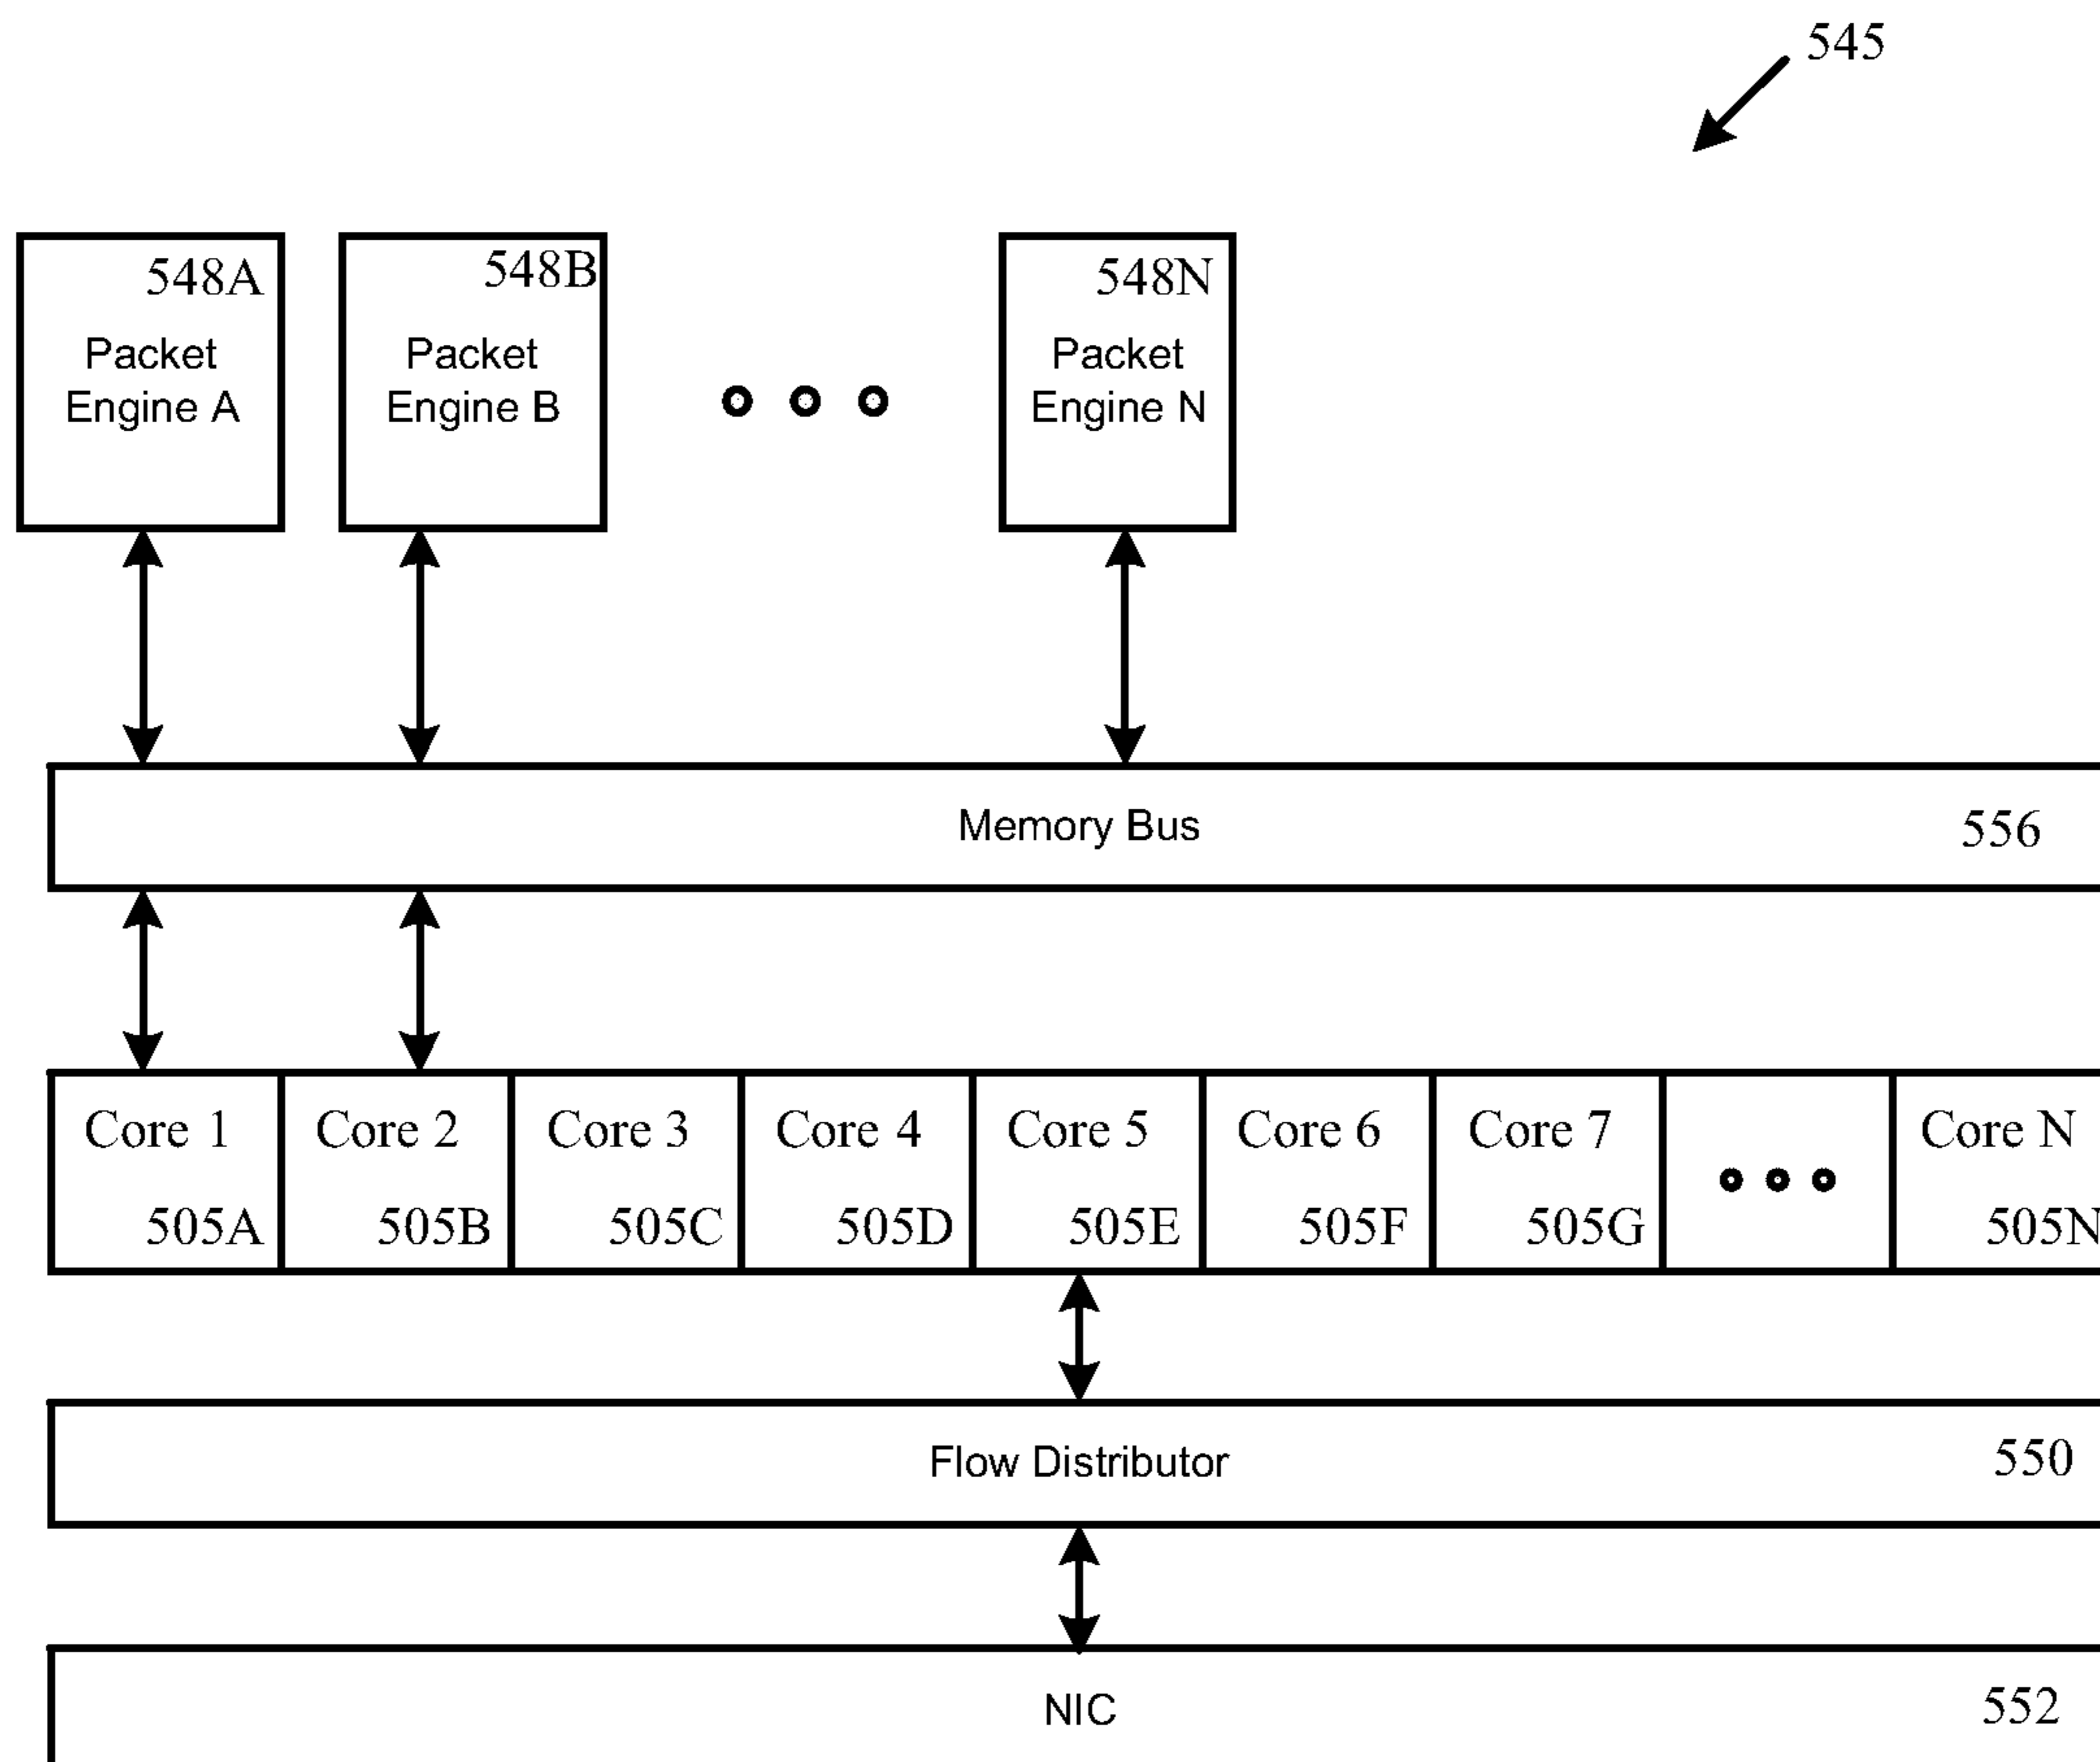 545
548A
Packet
Engine A
548B
Packet
Engine B
548N
Packet
Engine N
Memory Bus
556
Core 1
505A
Core 2
505B
Core 3
505C
Core 4
505D
Core 5
505E
Core 6
505F
Core 7
505G
Core N
505N
Flow Distributor
550
NIC
552